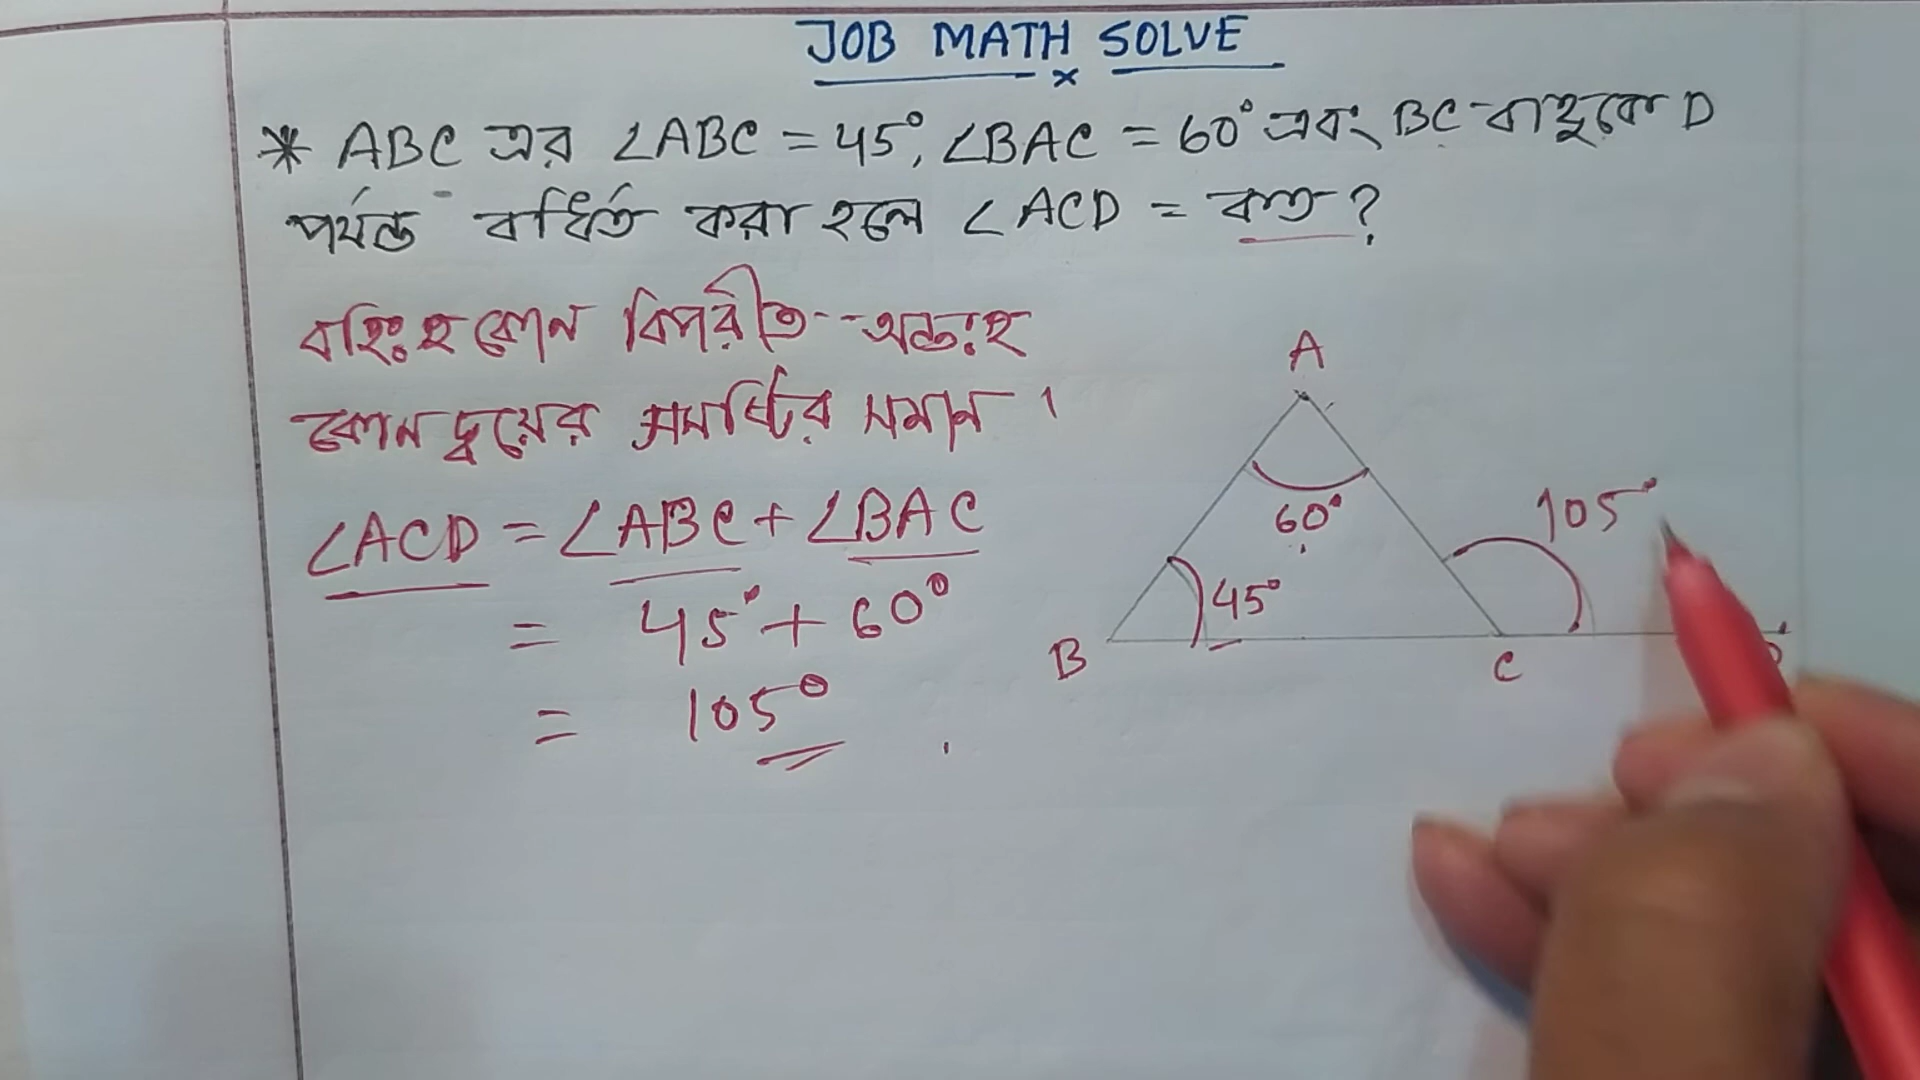 JOB MATH SOLVE
x
* ABC এর ∠ABC = 45°, ∠BAC = 60° এবং BC বাহুকে D
পর্যন্ত বর্ধিত করা হলে ∠ACD = কত?
বহিঃস্থ কোন বিপরীত অন্তঃস্থ
কোনদ্বয়ের সমষ্টির সমান।
∠ACD = ∠ABC + ∠BAC
= 45° + 60°
= 105°
A
60°
105°
45°
B
C